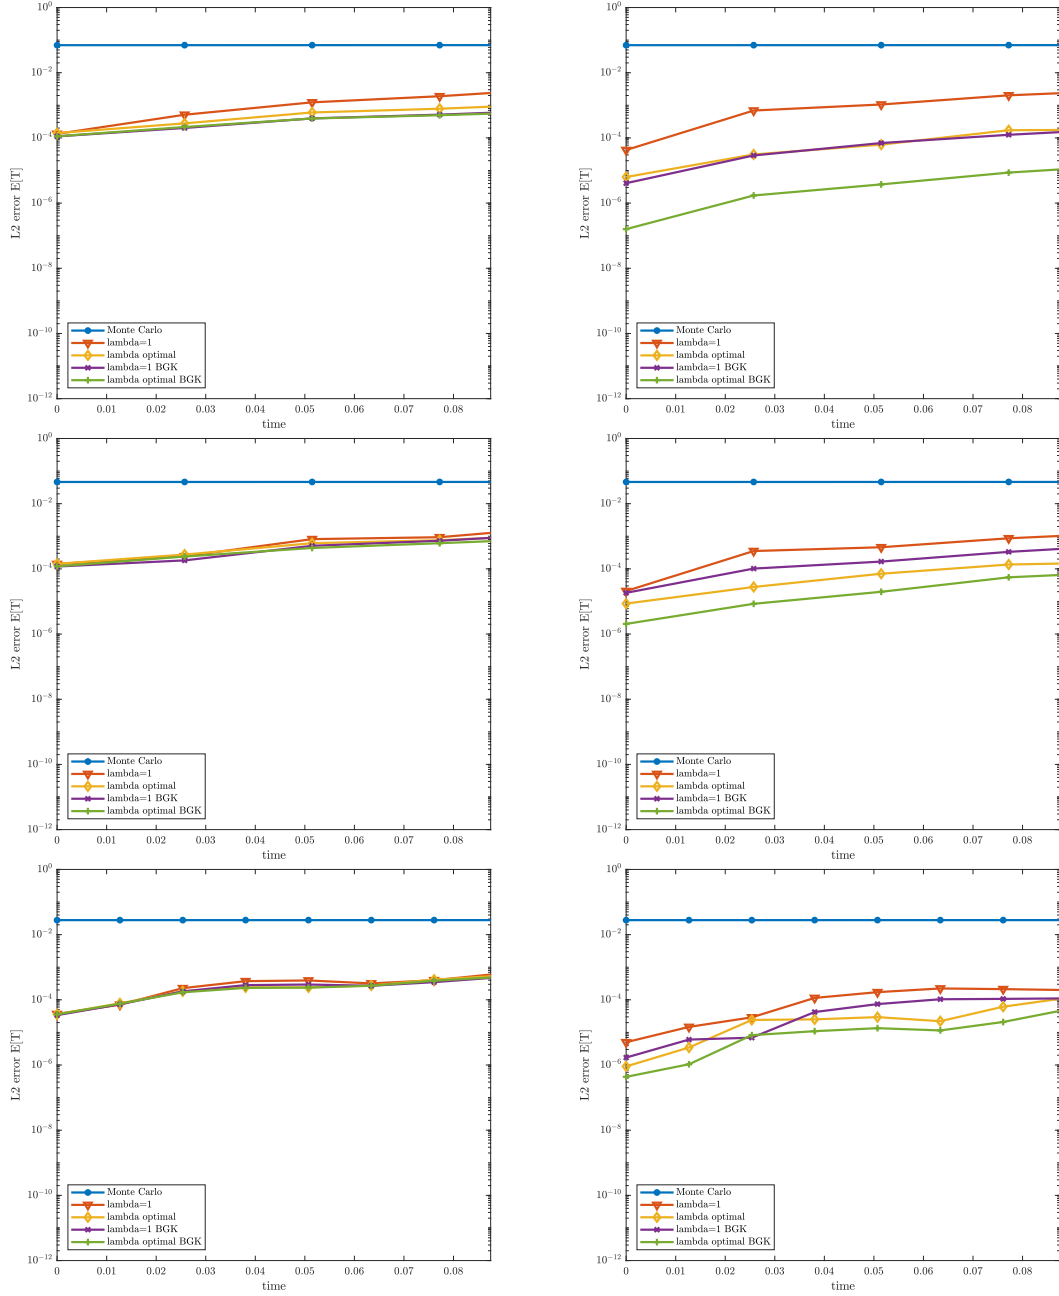 10^0
10^-2
10^-4
10^-6
10^-8
10^-10
10^-12
L2 error E[T]
Monte Carlo
lambda=1
lambda optimal
lambda=1 BGK
lambda optimal BGK
0 0.01 0.02 0.03 0.04 0.05 0.06 0.07 0.08
time
10^0
10^-2
10^-4
10^-6
10^-8
10^-10
10^-12
L2 error E[T]
Monte Carlo
lambda=1
lambda optimal
lambda=1 BGK
lambda optimal BGK
0 0.01 0.02 0.03 0.04 0.05 0.06 0.07 0.08
time
10^0
10^-2
10^-4
10^-6
10^-8
10^-10
10^-12
L2 error E[T]
Monte Carlo
lambda=1
lambda optimal
lambda=1 BGK
lambda optimal BGK
0 0.01 0.02 0.03 0.04 0.05 0.06 0.07 0.08
time
10^0
10^-2
10^-4
10^-6
10^-8
10^-10
10^-12
L2 error E[T]
Monte Carlo
lambda=1
lambda optimal
lambda=1 BGK
lambda optimal BGK
0 0.01 0.02 0.03 0.04 0.05 0.06 0.07 0.08
time
10^0
10^-2
10^-4
10^-6
10^-8
10^-10
10^-12
L2 error E[T]
Monte Carlo
lambda=1
lambda optimal
lambda=1 BGK
lambda optimal BGK
0 0.01 0.02 0.03 0.04 0.05 0.06 0.07 0.08
time
10^0
10^-2
10^-4
10^-6
10^-8
10^-10
10^-12
L2 error E[T]
Monte Carlo
lambda=1
lambda optimal
lambda=1 BGK
lambda optimal BGK
0 0.01 0.02 0.03 0.04 0.05 0.06 0.07 0.08
time